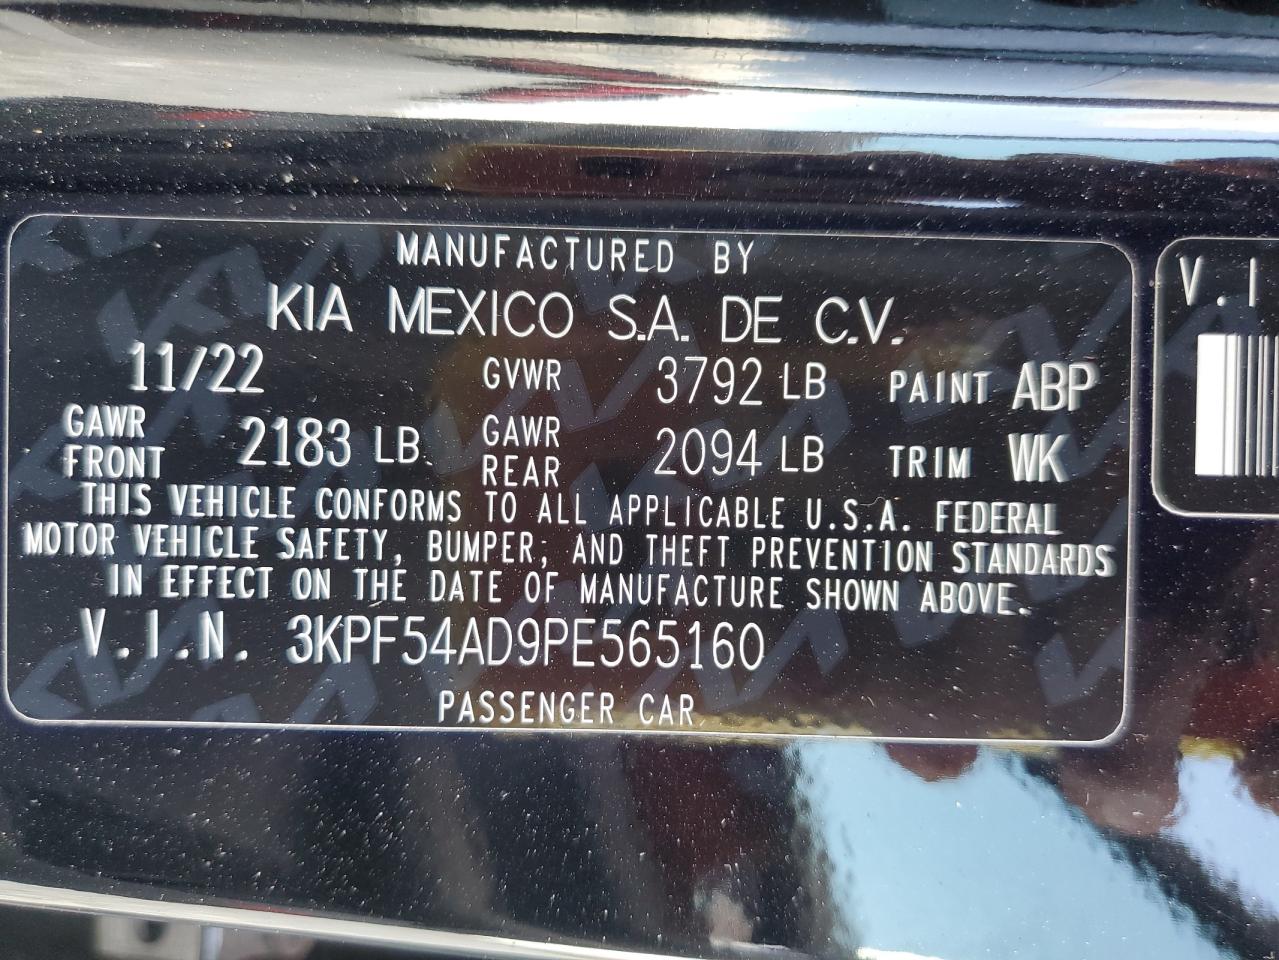 MANUFACTURED BY
KIA MEXICO S.A. DE C.V.
11/22 GVWR 3792 LB PAINT ABP
GAWR FRONT 2183 LB GAWR REAR 2094 LB TRIM WK
THIS VEHICLE CONFORMS TO ALL APPLICABLE U.S.A. FEDERAL
MOTOR VEHICLE SAFETY, BUMPER, AND THEFT PREVENTION STANDARDS
IN EFFECT ON THE DATE OF MANUFACTURE SHOWN ABOVE.
V.I.N. 3KPF54AD9PE565160
PASSENGER CAR
V.I